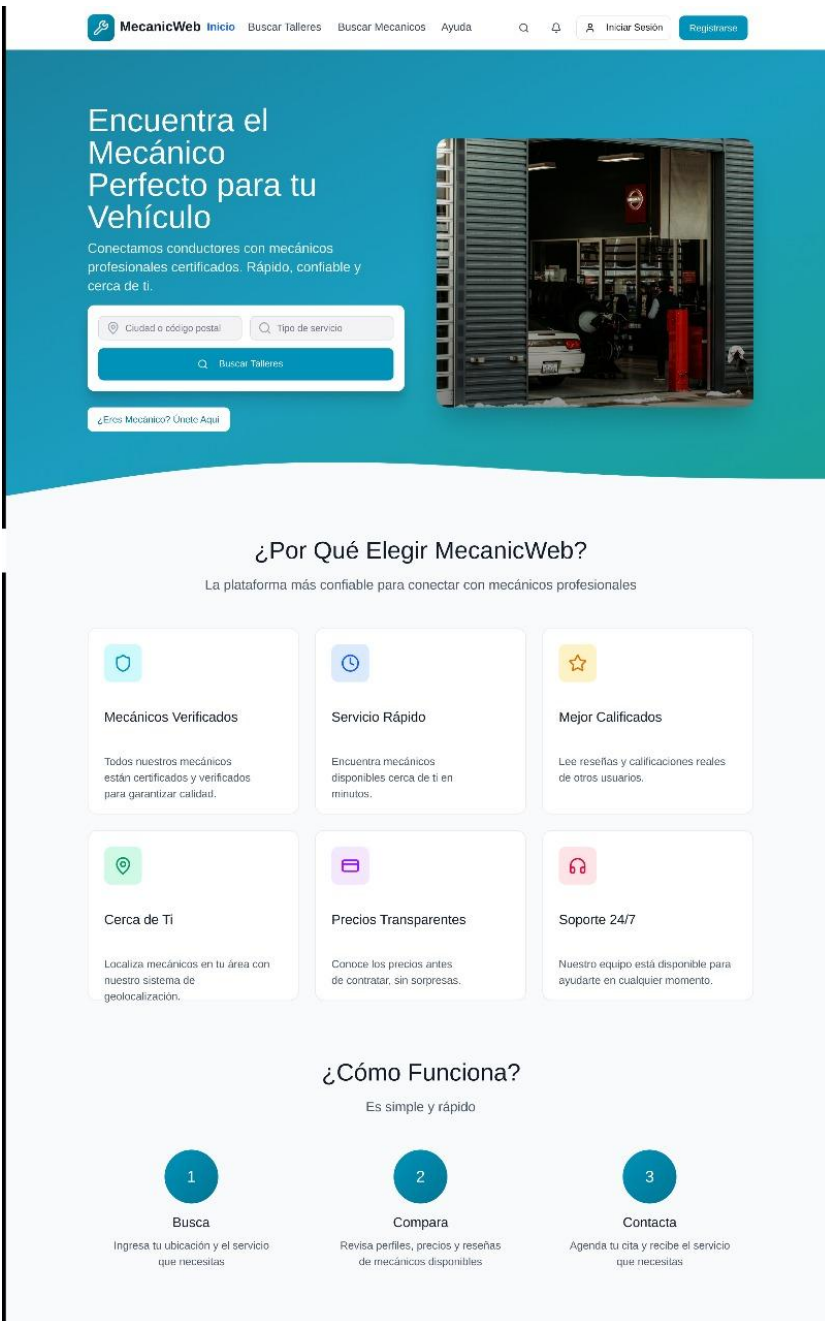 MecanicWeb Inicio Buscar Talleres Buscar Mecanicos Ayuda Iniciar Sesión Registrarse
Encuentra el
Mecánico
Perfecto para tu
Vehículo
Conectamos conductores con mecánicos
profesionales certificados. Rápido, confiable y
cerca de ti.
Ciudad o código postal Tipo de servicio
Buscar Talleres
¿Eres Mecánico? Únete Aquí
¿Por Qué Elegir MecanicWeb?
La plataforma más confiable para conectar con mecánicos profesionales
Mecánicos Verificados
Todos nuestros mecánicos
están certificados y verificados
para garantizar calidad.
Servicio Rápido
Encuentra mecánicos
disponibles cerca de ti en
minutos.
Mejor Calificados
Lee reseñas y calificaciones reales
de otros usuarios.
Cerca de Ti
Localiza mecánicos en tu área con
nuestro sistema de
geolocalización.
Precios Transparentes
Conoce los precios antes
de contratar, sin sorpresas.
Soporte 24/7
Nuestro equipo está disponible para
ayudarte en cualquier momento.
¿Cómo Funciona?
Es simple y rápido
1
Busca
Ingresa tu ubicación y el servicio
que necesitas
2
Compara
Revisa perfiles, precios y reseñas
de mecánicos disponibles
3
Contacta
Agenda tu cita y recibe el servicio
que necesitas